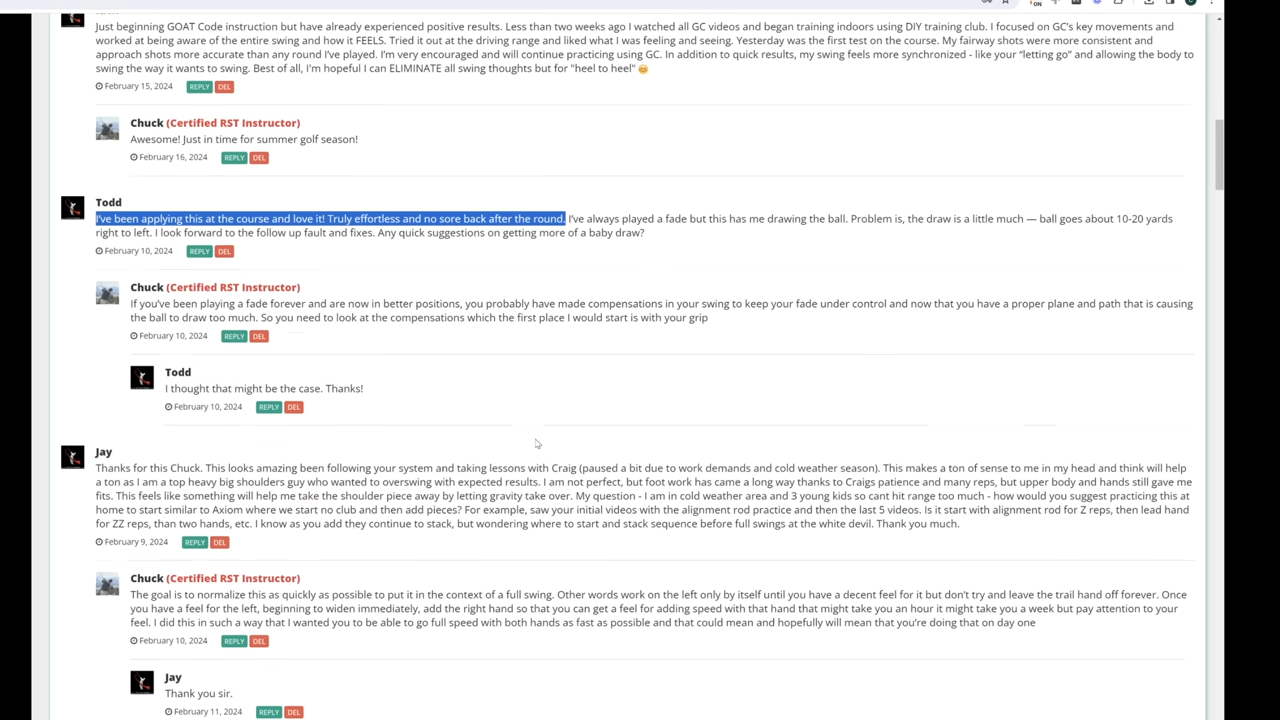 ON
Just beginning GOAT Code instruction but have already experienced positive results. Less than two weeks ago I watched all GC videos and began training indoors using DIY training club. I focused on GC's key movements and
worked at being aware of the entire swing and how it FEELS. Tried it out at the driving range and liked what I was feeling and seeing. Yesterday was the first test on the course. My fairway shots were more consistent and
approach shots more accurate than any round I've played. I'm very encouraged and will continue practicing using GC. In addition to quick results, my swing feels more synchronized - like your “letting go” and allowing the body to
swing the way it wants to swing. Best of all, I'm hopeful I can ELIMINATE all swing thoughts but for "heel to heel" 😊
February 15, 2024 REPLY DEL
Chuck (Certified RST Instructor)
Awesome! Just in time for summer golf season!
February 16, 2024 REPLY DEL
Todd
I've been applying this at the course and love it! Truly effortless and no sore back after the round. I've always played a fade but this has me drawing the ball. Problem is, the draw is a little much — ball goes about 10-20 yards
right to left. I look forward to the follow up fault and fixes. Any quick suggestions on getting more of a baby draw?
February 10, 2024 REPLY DEL
Chuck (Certified RST Instructor)
If you've been playing a fade forever and are now in better positions, you probably have made compensations in your swing to keep your fade under control and now that you have a proper plane and path that is causing
the ball to draw too much. So you need to look at the compensations which the first place I would start is with your grip
February 10, 2024 REPLY DEL
Todd
I thought that might be the case. Thanks!
February 10, 2024 REPLY DEL
Jay
Thanks for this Chuck. This looks amazing been following your system and taking lessons with Craig (paused a bit due to work demands and cold weather season). This makes a ton of sense to me in my head and think will help
a ton as I am a top heavy big shoulders guy who wanted to overswing with expected results. I am not perfect, but foot work has came a long way thanks to Craigs patience and many reps, but upper body and hands still gave me
fits. This feels like something will help me take the shoulder piece away by letting gravity take over. My question - I am in cold weather area and 3 young kids so cant hit range too much - how would you suggest practicing this at
home to start similar to Axiom where we start no club and then add pieces? For example, saw your initial videos with the alignment rod practice and then the last 5 videos. Is it start with alignment rod for Z reps, then lead hand
for ZZ reps, than two hands, etc. I know as you add they continue to stack, but wondering where to start and stack sequence before full swings at the white devil. Thank you much.
February 9, 2024 REPLY DEL
Chuck (Certified RST Instructor)
The goal is to normalize this as quickly as possible to put it in the context of a full swing. Other words work on the left only by itself until you have a decent feel for it but don't try and leave the trail hand off forever. Once
you have a feel for the left, beginning to widen immediately, add the right hand so that you can get a feel for adding speed with that hand that might take you an hour it might take you a week but pay attention to your
feel. I did this in such a way that I wanted you to be able to go full speed with both hands as fast as possible and that could mean and hopefully will mean that you're doing that on day one
February 10, 2024 REPLY DEL
Jay
Thank you sir.
February 11, 2024 REPLY DEL